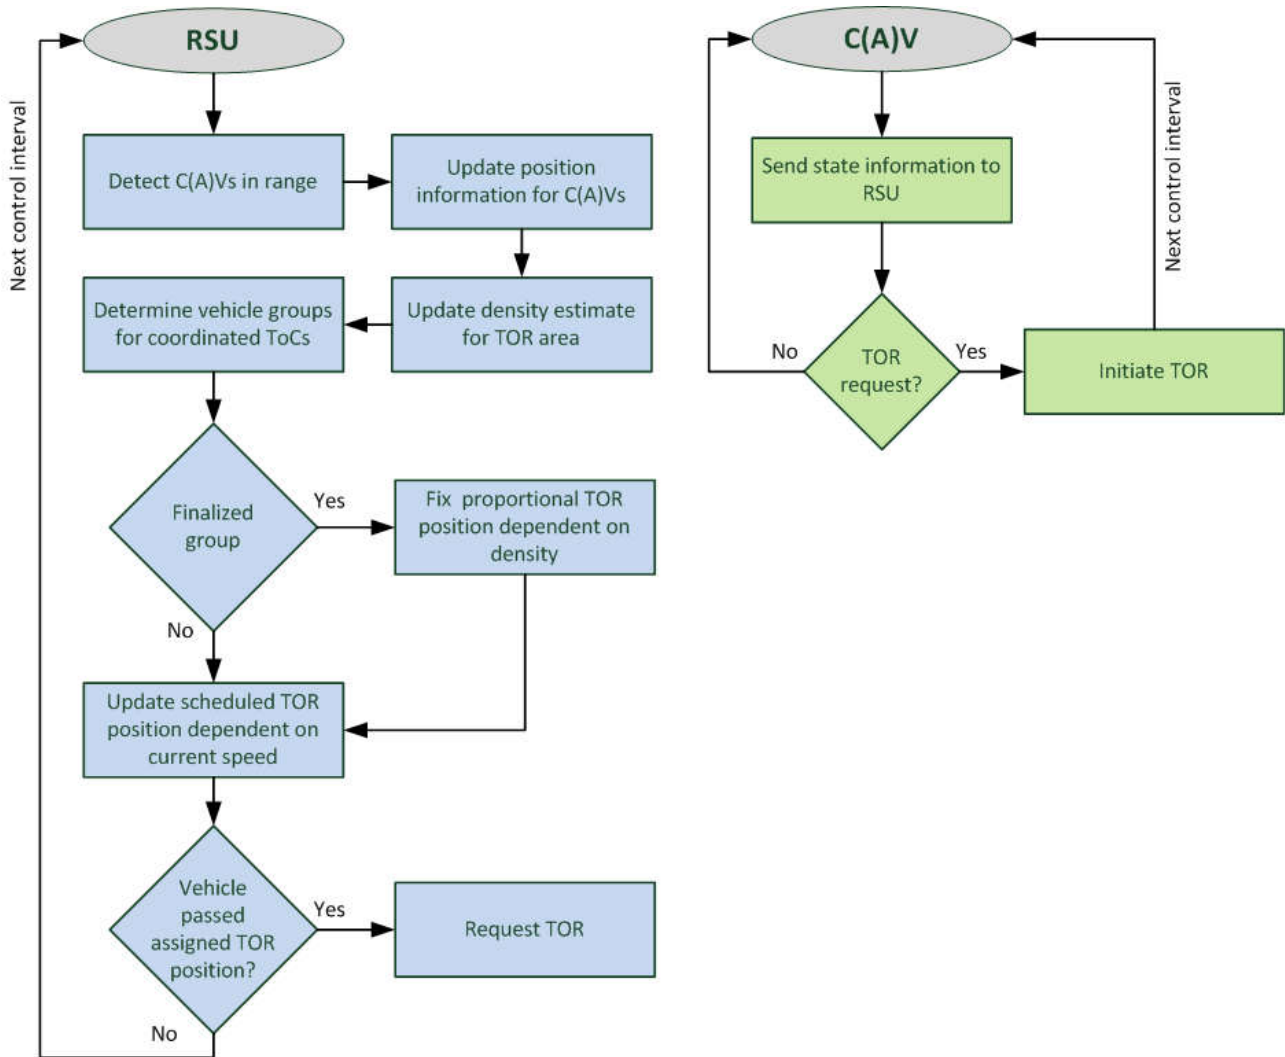 RSU
Next control interval
Detect C(A)Vs in range
Update position
information for C(A)Vs
Determine vehicle groups
for coordinated ToCs
Update density estimate
for TOR area
Finalized
group
Yes
Fix proportional TOR
position dependent on
density
No
Update scheduled TOR
position dependent on
current speed
Vehicle
passed
assigned TOR
position?
Yes
Request TOR
No
C(A)V
Next control interval
Send state information to
RSU
No
TOR
request?
Yes
Initiate TOR